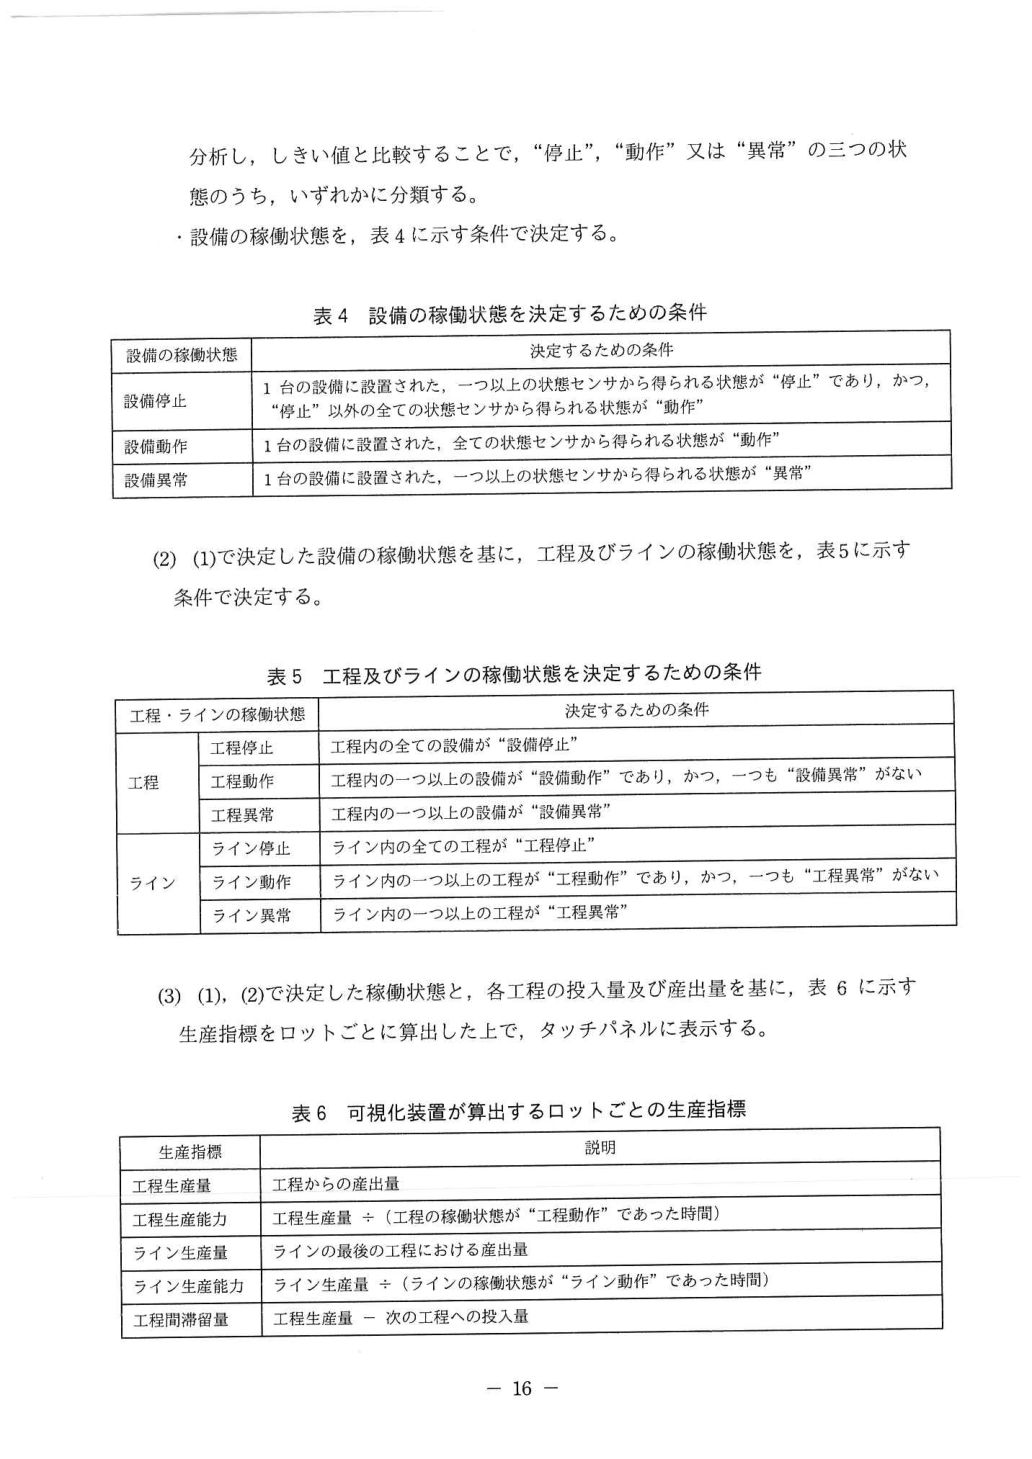 分析し，しきい値と比較することで，“停止”，“動作” 又は “異常” の三つの状
態のうち，いずれかに分類する。
・設備の稼働状態を，表４に示す条件で決定する。
表４　設備の稼働状態を決定するための条件
設備の稼働状態　決定するための条件
設備停止　1 台の設備に設置された，一つ以上の状態センサから得られる状態が “停止” であり，かつ，
“停止” 以外の全ての状態センサから得られる状態が “動作”
設備動作　1 台の設備に設置された，全ての状態センサから得られる状態が “動作”
設備異常　1 台の設備に設置された，一つ以上の状態センサから得られる状態が “異常”
(2) (1)で決定した設備の稼働状態を基に，工程及びラインの稼働状態を，表5に示す
条件で決定する。
表５　工程及びラインの稼働状態を決定するための条件
工程・ラインの稼働状態　決定するための条件
工程　工程停止　工程内の全ての設備が “設備停止”
工程動作　工程内の一つ以上の設備が “設備動作” であり，かつ，一つも “設備異常” がない
工程異常　工程内の一つ以上の設備が “設備異常”
ライン　ライン停止　ライン内の全ての工程が “工程停止”
ライン動作　ライン内の一つ以上の工程が “工程動作” であり，かつ，一つも “工程異常” がない
ライン異常　ライン内の一つ以上の工程が “工程異常”
(3) (1)，(2)で決定した稼働状態と，各工程の投入量及び産出量を基に，表 6 に示す
生産指標をロットごとに算出した上で，タッチパネルに表示する。
表６　可視化装置が算出するロットごとの生産指標
生産指標　説明
工程生産量　工程からの産出量
工程生産能力　工程生産量 ÷（工程の稼働状態が “工程動作” であった時間）
ライン生産量　ラインの最後の工程における産出量
ライン生産能力　ライン生産量 ÷（ラインの稼働状態が “ライン動作” であった時間）
工程間滞留量　工程生産量 － 次の工程への投入量
－ 16 －